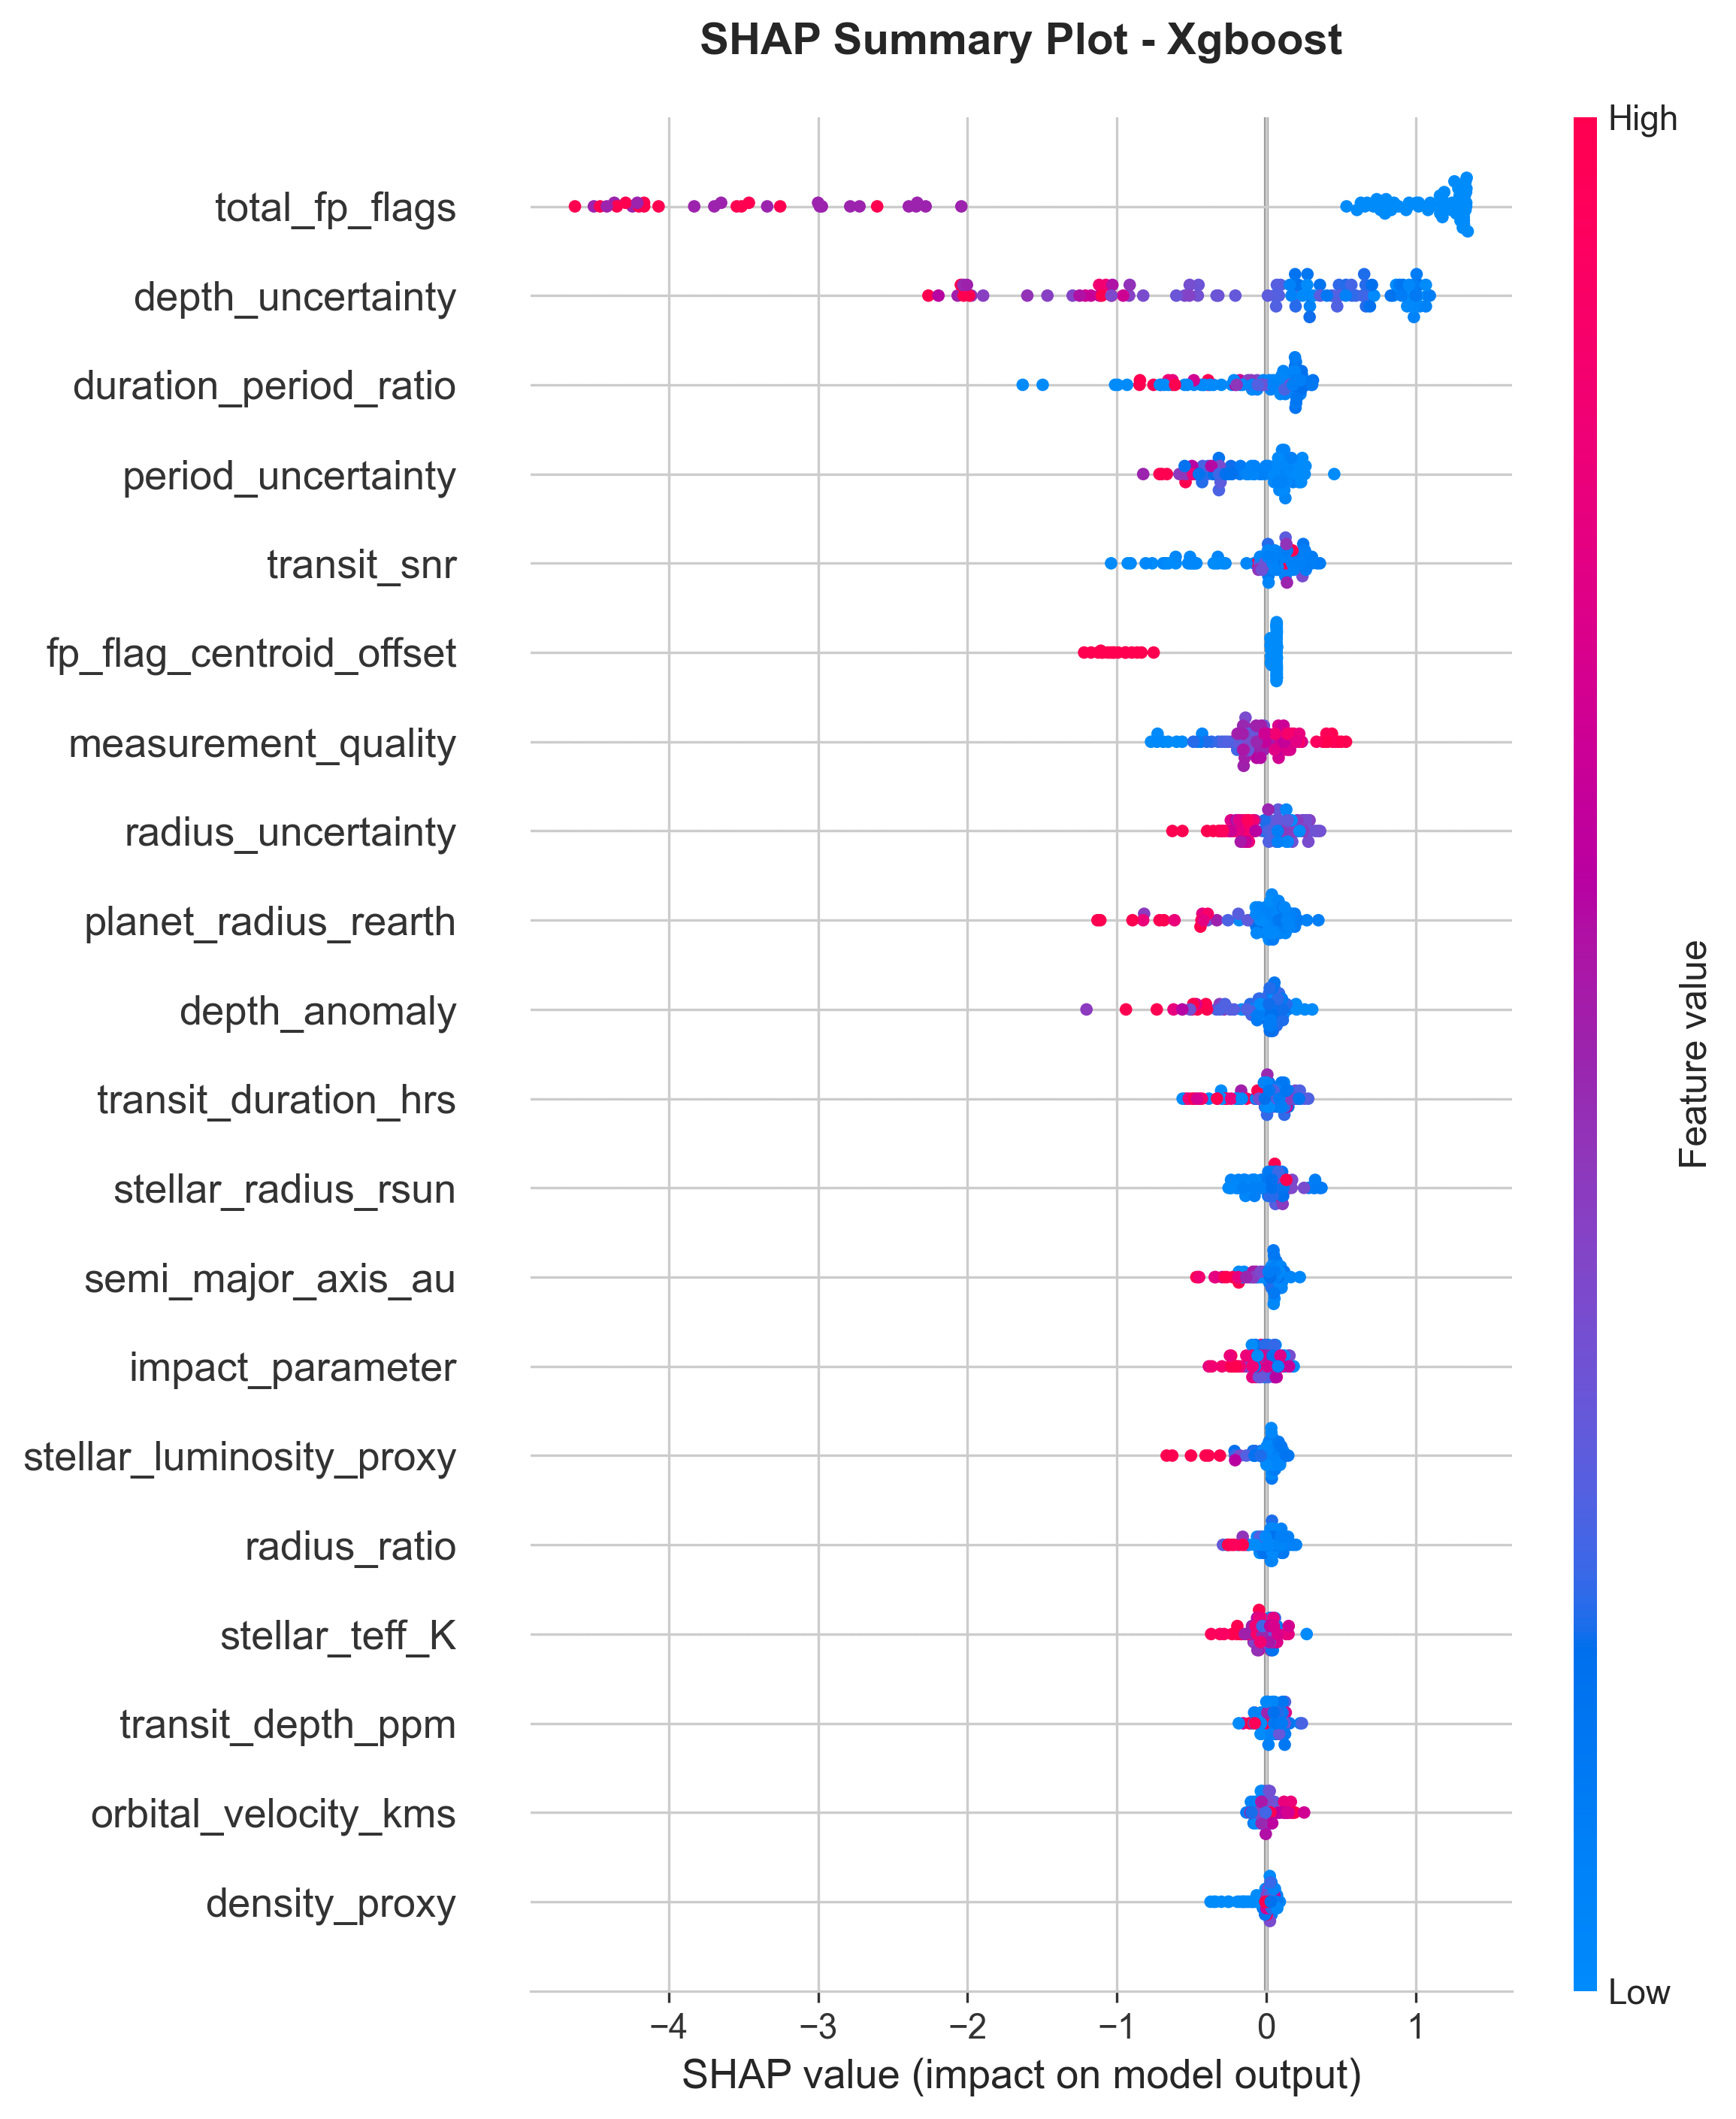 SHAP Summary Plot - Xgboost
High
total_fp_flags
depth_uncertainty
duration_period_ratio
period_uncertainty
transit_snr
fp_flag_centroid_offset
measurement_quality
radius_uncertainty
planet_radius_rearth
depth_anomaly
transit_duration_hrs
stellar_radius_rsun
semi_major_axis_au
impact_parameter
stellar_luminosity_proxy
radius_ratio
stellar_teff_K
transit_depth_ppm
orbital_velocity_kms
density_proxy
Feature value
Low
−4 −3 −2 −1 0 1
SHAP value (impact on model output)